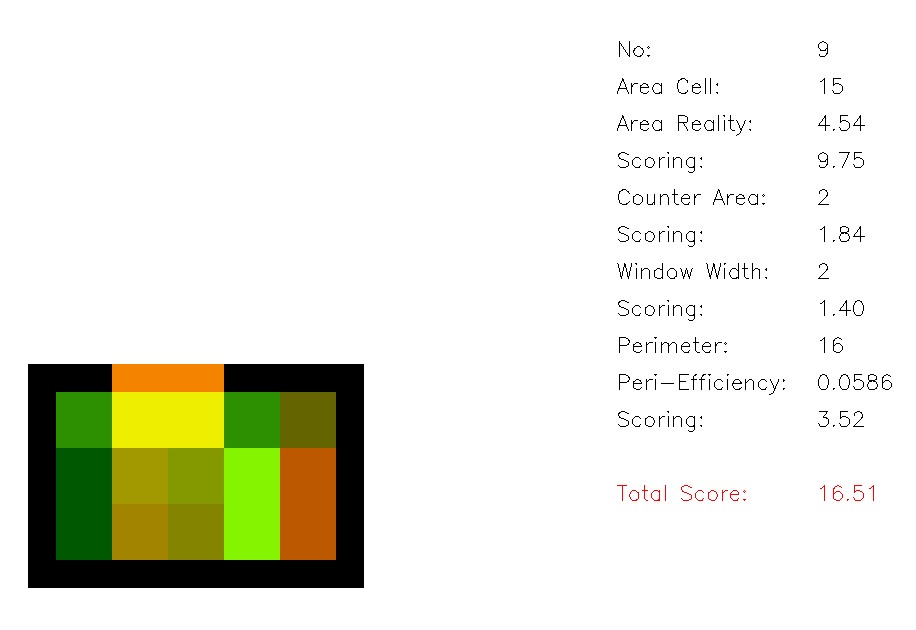 No: 9
Area Cell: 15
Area Reality: 4.54
Scoring: 9.75
Counter Area: 2
Scoring: 1.84
Window Width: 2
Scoring: 1.40
Perimeter: 16
Peri-Efficiency: 0.0586
Scoring: 3.52
Total Score: 16.51